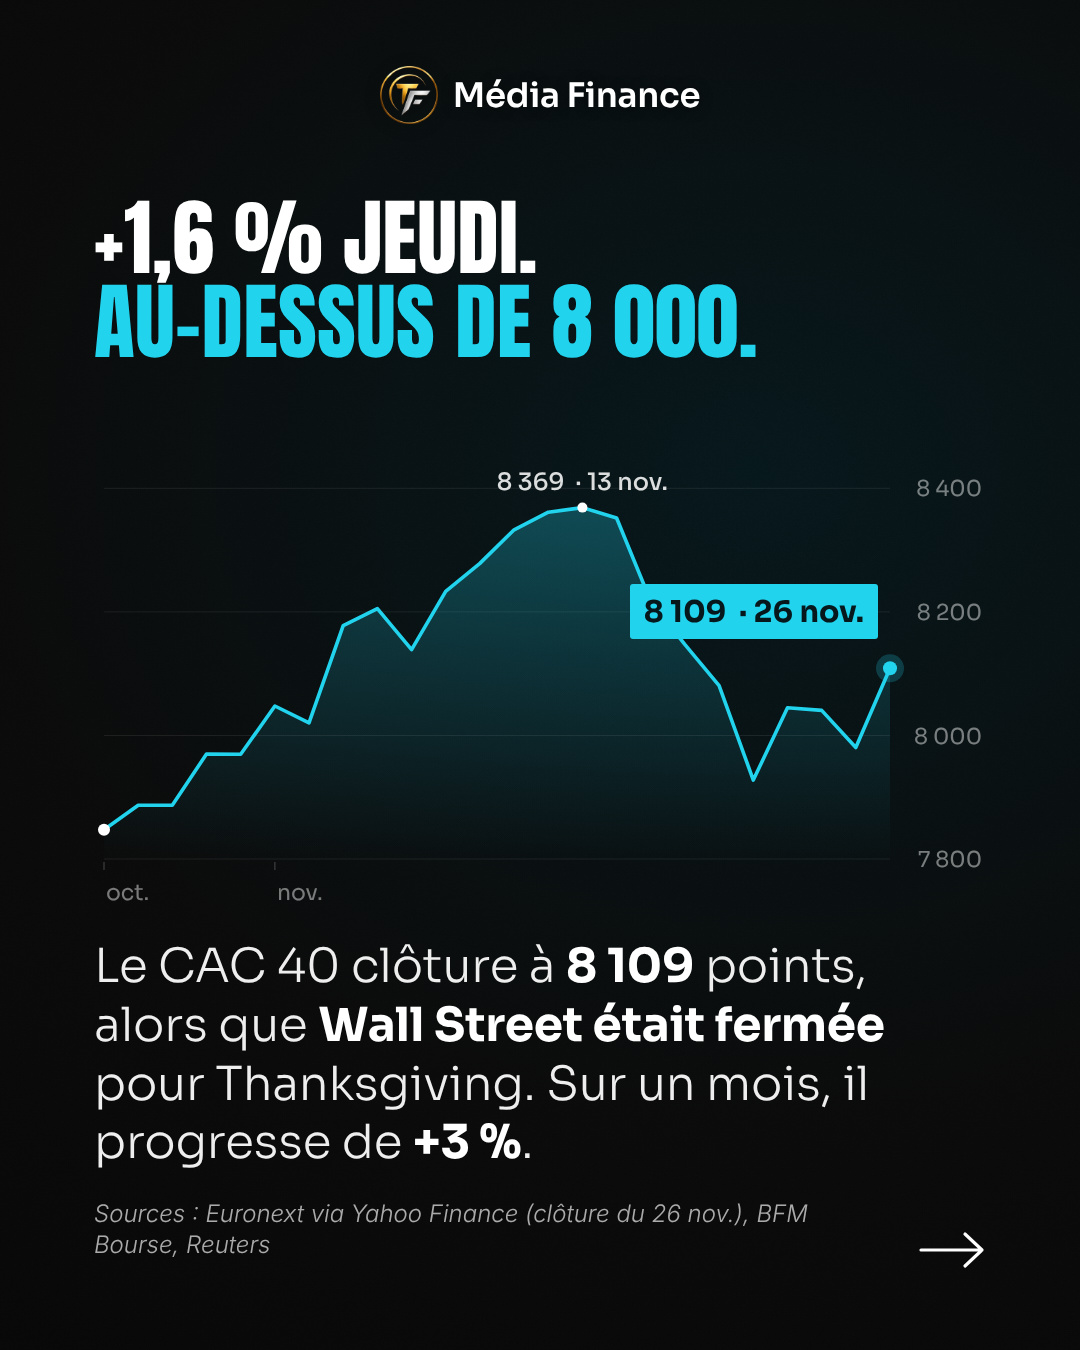 TF
Média Finance
+1,6 % JEUDI.
AU-DESSUS DE 8 000.
8 369 · 13 nov.
8 400
8 109 · 26 nov.
8 200
8 000
7 800
oct.
nov.
Le CAC 40 clôture à 8 109 points,
alors que Wall Street était fermée
pour Thanksgiving. Sur un mois, il
progresse de +3 %.
Sources : Euronext via Yahoo Finance (clôture du 26 nov.), BFM
Bourse, Reuters